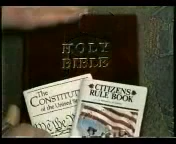 HOLY
BIBLE
The
CONSTITUTION
of the United States
We the People
CITIZENS
RULE BOOK